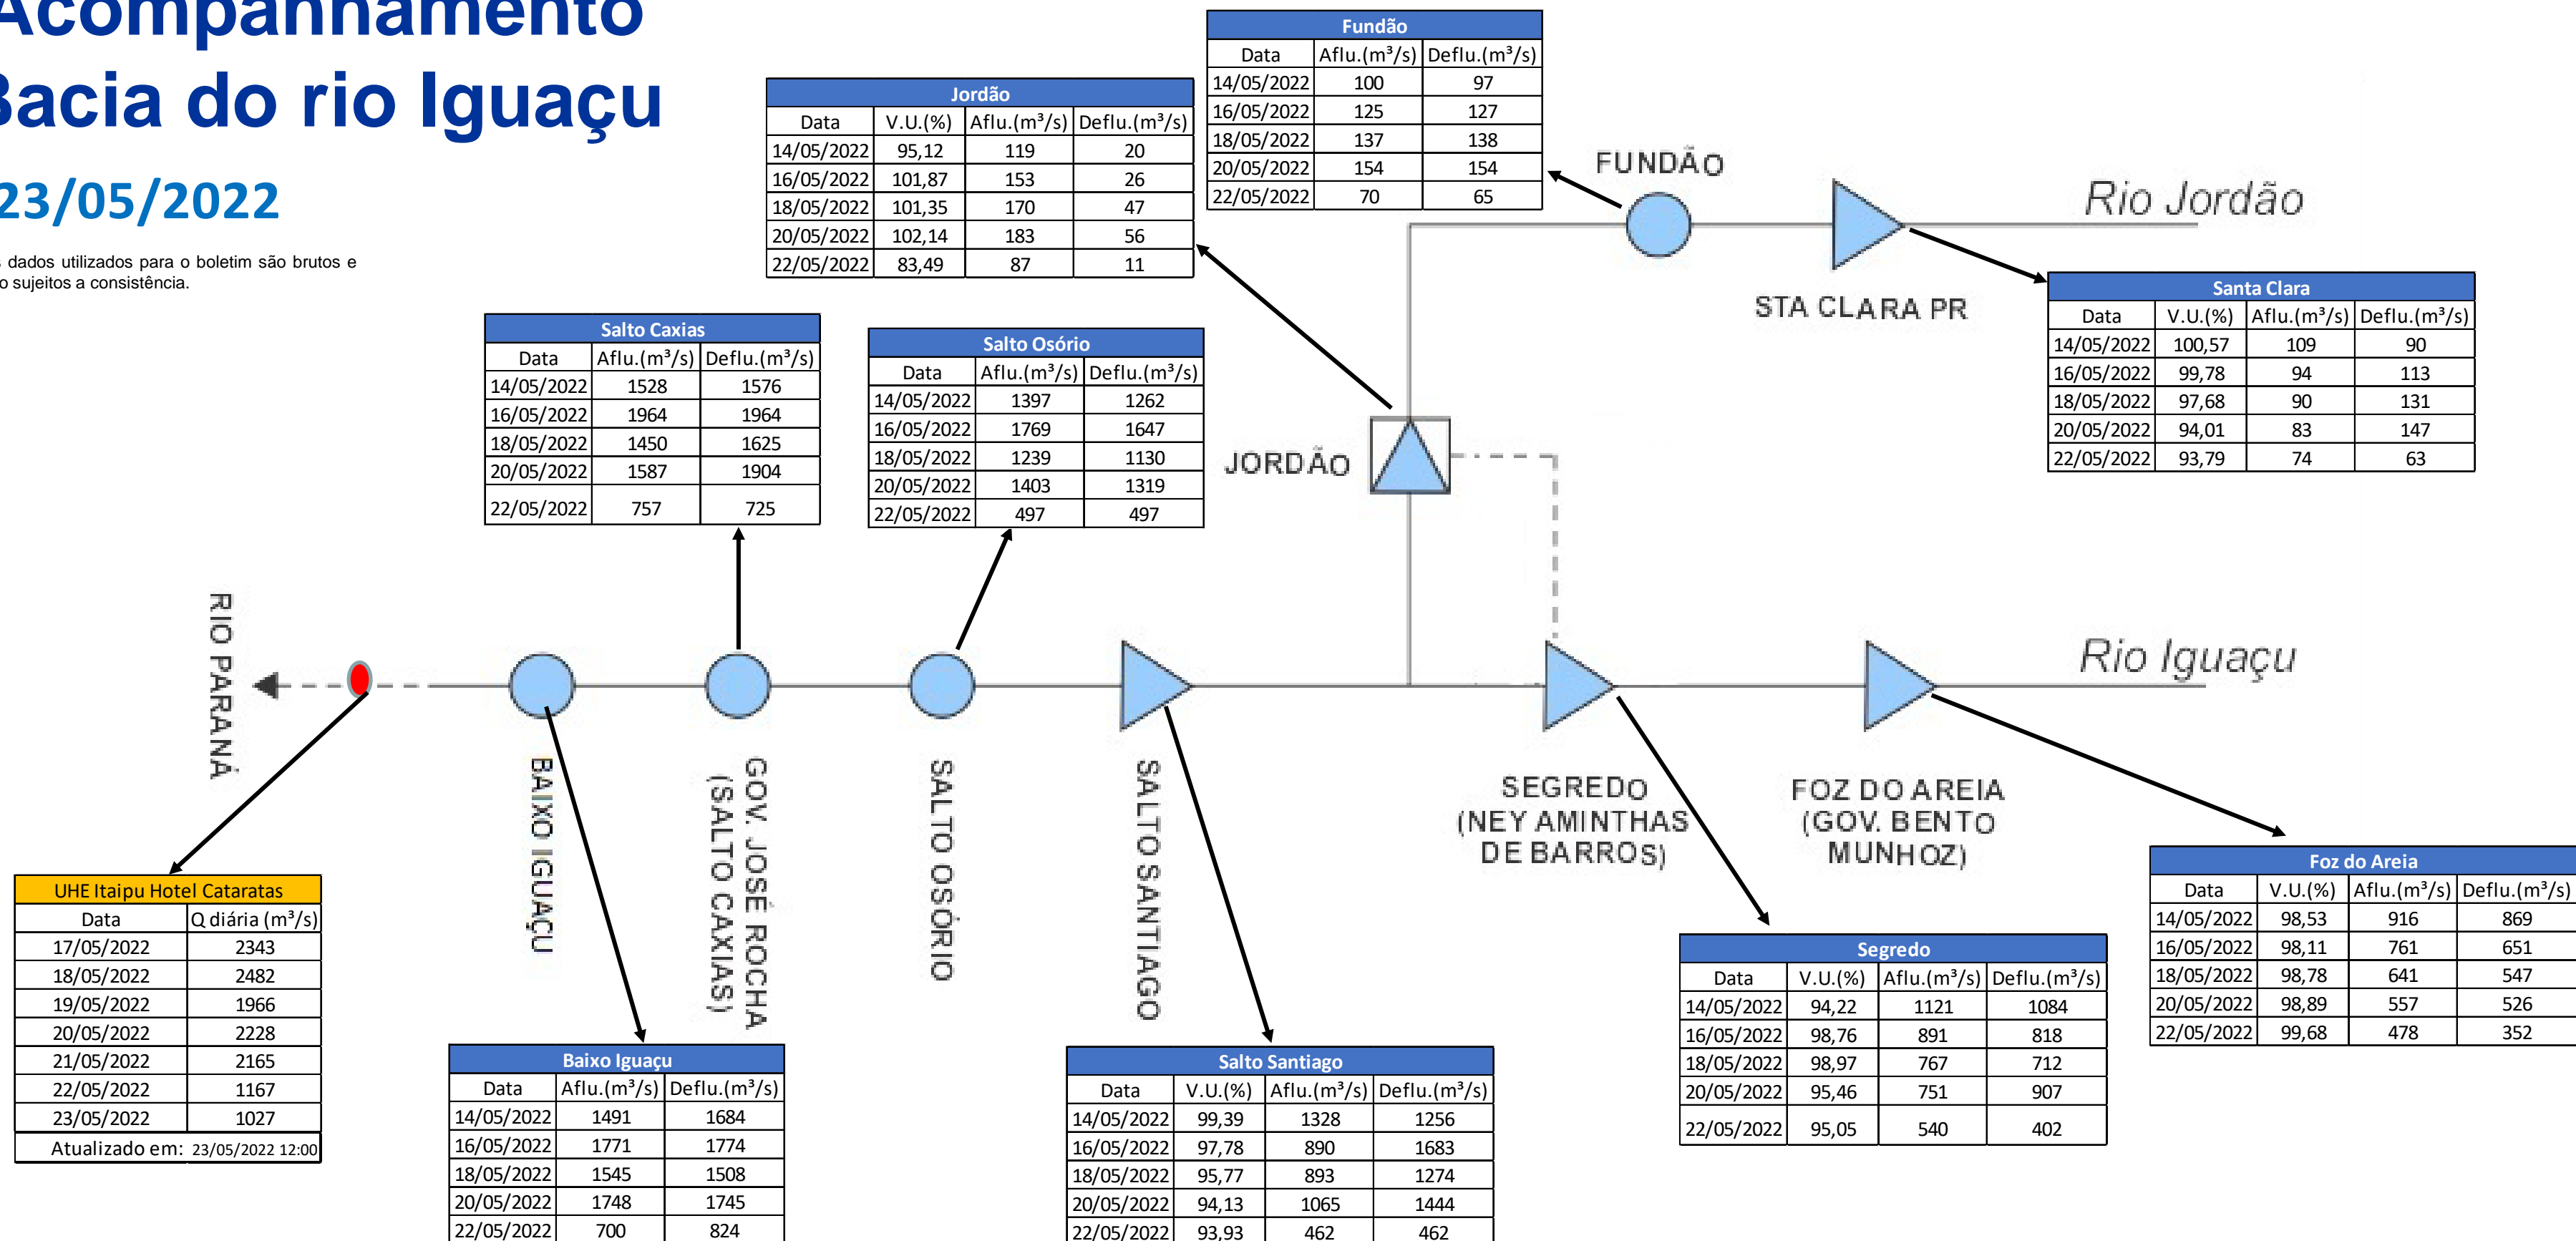 Acompanhamento
Bacia do rio Iguaçu
23/05/2022
dados utilizados para o boletim são brutos e
sujeitos a consistência.
Fundão
Data Aflu.(m³/s) Deflu.(m³/s)
14/05/2022 100 97
16/05/2022 125 127
18/05/2022 137 138
20/05/2022 154 154
22/05/2022 70 65
Jordão
Data V.U.(%) Aflu.(m³/s) Deflu.(m³/s)
14/05/2022 95,12 119 20
16/05/2022 101,87 153 26
18/05/2022 101,35 170 47
20/05/2022 102,14 183 56
22/05/2022 83,49 87 11
FUNDÃO
Rio Jordão
STA CLARA PR
Santa Clara
Data V.U.(%) Aflu.(m³/s) Deflu.(m³/s)
14/05/2022 100,57 109 90
16/05/2022 99,78 94 113
18/05/2022 97,68 90 131
20/05/2022 94,01 83 147
22/05/2022 93,79 74 63
Salto Caxias
Data Aflu.(m³/s) Deflu.(m³/s)
14/05/2022 1528 1576
16/05/2022 1964 1964
18/05/2022 1450 1625
20/05/2022 1587 1904
22/05/2022 757 725
Salto Osório
Data Aflu.(m³/s) Deflu.(m³/s)
14/05/2022 1397 1262
16/05/2022 1769 1647
18/05/2022 1239 1130
20/05/2022 1403 1319
22/05/2022 497 497
JORDÃO
RIO PARANÁ
Rio Iguaçu
BAIXO IGUAÇU
GOV. JOSÉ ROCHA
(SALTO CAXIAS)
SALTO OSÓRIO
SALTO SANTIAGO
SEGREDO
(NEY AMINTHAS
DE BARROS)
FOZ DO AREIA
(GOV. BENTO
MUNHOZ)
UHE Itaipu Hotel Cataratas
Data Q diária (m³/s)
17/05/2022 2343
18/05/2022 2482
19/05/2022 1966
20/05/2022 2228
21/05/2022 2165
22/05/2022 1167
23/05/2022 1027
Atualizado em: 23/05/2022 12:00
Baixo Iguaçu
Data Aflu.(m³/s) Deflu.(m³/s)
14/05/2022 1491 1684
16/05/2022 1771 1774
18/05/2022 1545 1508
20/05/2022 1748 1745
22/05/2022 700 824
Salto Santiago
Data V.U.(%) Aflu.(m³/s) Deflu.(m³/s)
14/05/2022 99,39 1328 1256
16/05/2022 97,78 890 1683
18/05/2022 95,77 893 1274
20/05/2022 94,13 1065 1444
22/05/2022 93,93 462 462
Segredo
Data V.U.(%) Aflu.(m³/s) Deflu.(m³/s)
14/05/2022 94,22 1121 1084
16/05/2022 98,76 891 818
18/05/2022 98,97 767 712
20/05/2022 95,46 751 907
22/05/2022 95,05 540 402
Foz do Areia
Data V.U.(%) Aflu.(m³/s) Deflu.(m³/s)
14/05/2022 98,53 916 869
16/05/2022 98,11 761 651
18/05/2022 98,78 641 547
20/05/2022 98,89 557 526
22/05/2022 99,68 478 352